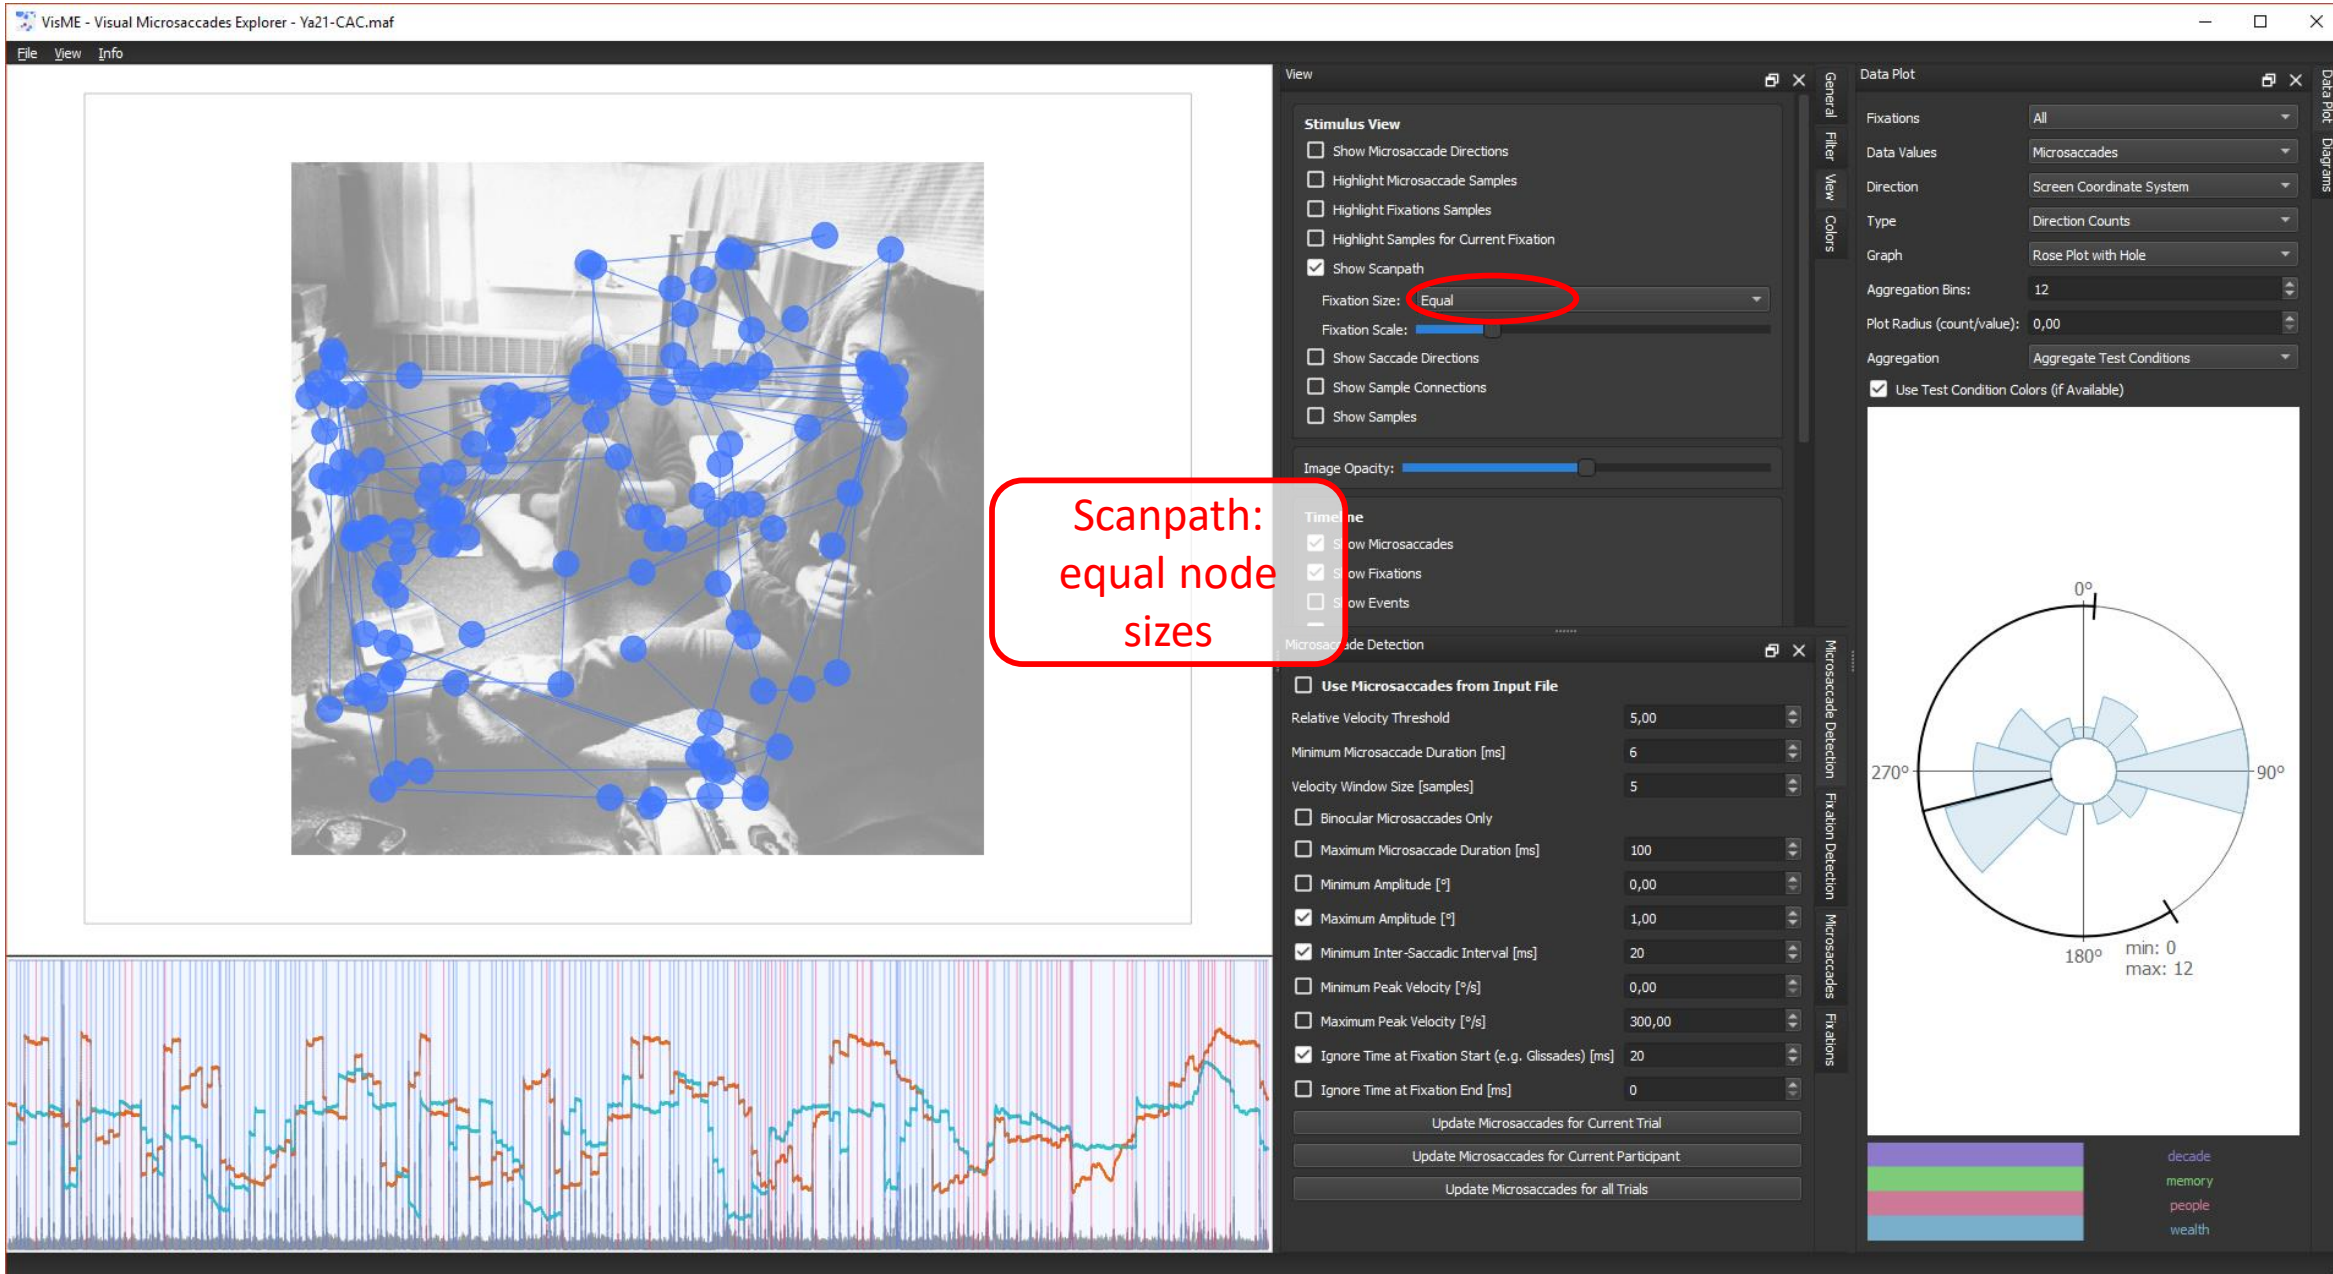 VisME - Visual Microsaccades Explorer - Ya21-CAC.maf
File View Info
View
Stimulus View
Show Microsaccade Directions
Highlight Microsaccade Samples
Highlight Fixations Samples
Highlight Samples for Current Fixation
Show Scanpath
Fixation Size: Equal
Fixation Scale:
Show Saccade Directions
Show Sample Connections
Show Samples
Image Opacity:
Timeline
Show Microsaccades
Show Fixations
Show Events
Scanpath:
equal node
sizes
General
Filter
View
Colors
Microsaccade Detection
Use Microsaccades from Input File
Relative Velocity Threshold 5,00
Minimum Microsaccade Duration [ms] 6
Velocity Window Size [samples] 5
Binocular Microsaccades Only
Maximum Microsaccade Duration [ms] 100
Minimum Amplitude [º] 0,00
Maximum Amplitude [º] 1,00
Minimum Inter-Saccadic Interval [ms] 20
Minimum Peak Velocity [º/s] 0,00
Maximum Peak Velocity [º/s] 300,00
Ignore Time at Fixation Start (e.g. Glissades) [ms] 20
Ignore Time at Fixation End [ms] 0
Update Microsaccades for Current Trial
Update Microsaccades for Current Participant
Update Microsaccades for all Trials
Microsaccade Detection
Fixation Detection
Microsaccades
Fixations
Data Plot
Fixations All
Data Values Microsaccades
Direction Screen Coordinate System
Type Direction Counts
Graph Rose Plot with Hole
Aggregation Bins: 12
Plot Radius (count/value): 0,00
Aggregation Aggregate Test Conditions
Use Test Condition Colors (if Available)
0º
270º
90º
180º
min: 0
max: 12
decade
memory
people
wealth
Data Plot
Diagrams